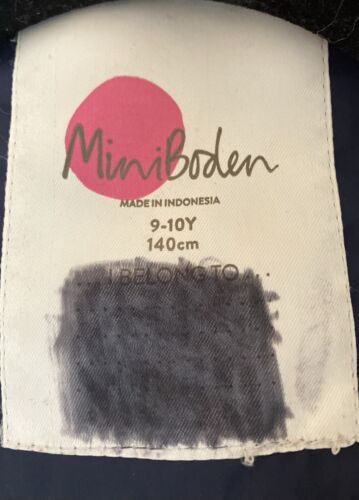 MiniBoden
MADE IN INDONESIA
9-10Y
140cm
....I BELONG TO....